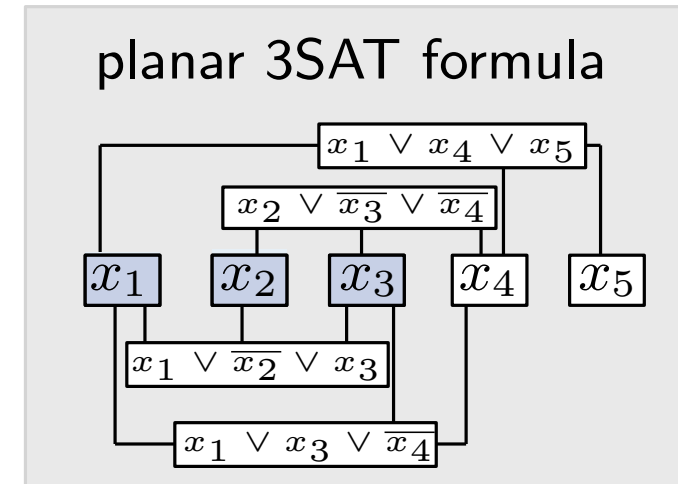 planar 3SAT formula
x₁ ∨ x₄ ∨ x₅
x₂ ∨ x̅₃ ∨ x̅₄
x₁ x₂ x₃ x₄ x₅
x₁ ∨ x̅₂ ∨ x₃
x₁ ∨ x₃ ∨ x̅₄